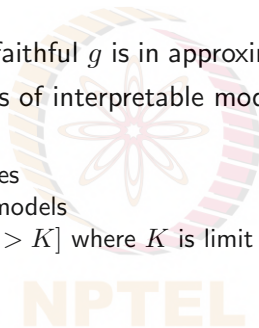 faithful g is in approxi
s of interpretable mod
es
models
> K] where K is limit
NPTEL